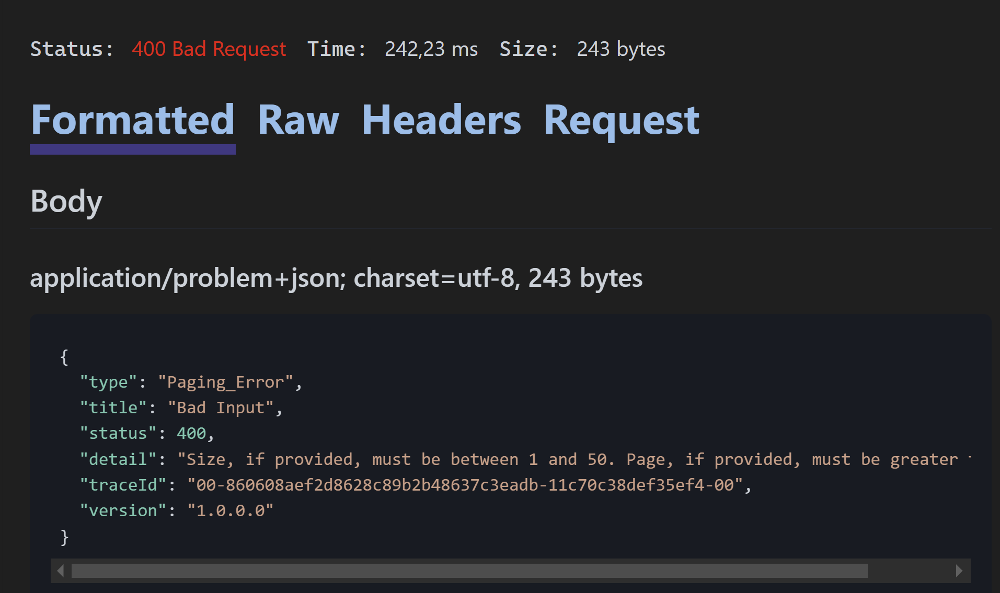 Status: 400 Bad Request Time: 242,23 ms Size: 243 bytes
Formatted Raw Headers Request
Body
application/problem+json; charset=utf-8, 243 bytes
{
  "type": "Paging_Error",
  "title": "Bad Input",
  "status": 400,
  "detail": "Size, if provided, must be between 1 and 50. Page, if provided, must be greater
  "traceId": "00-860608aef2d8628c89b2b48637c3eadb-11c70c38def35ef4-00",
  "version": "1.0.0.0"
}